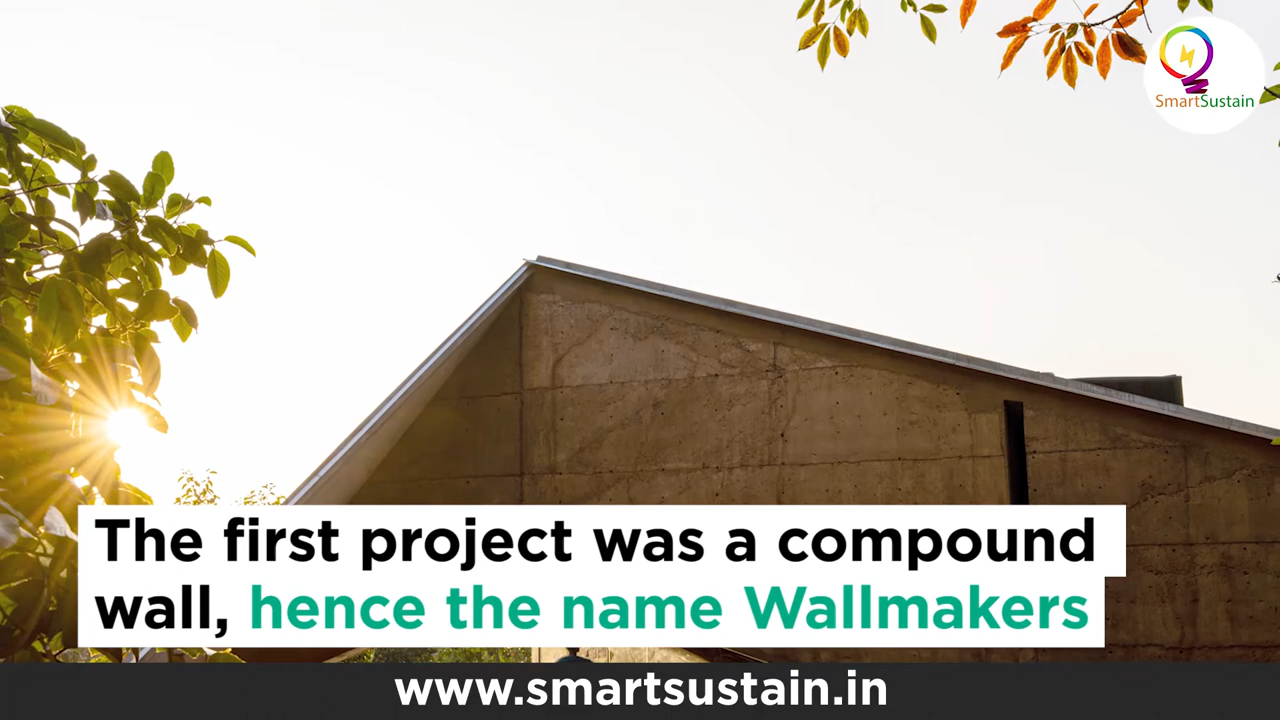 SmartSustain
The first project was a compound
wall, hence the name Wallmakers
www.smartsustain.in